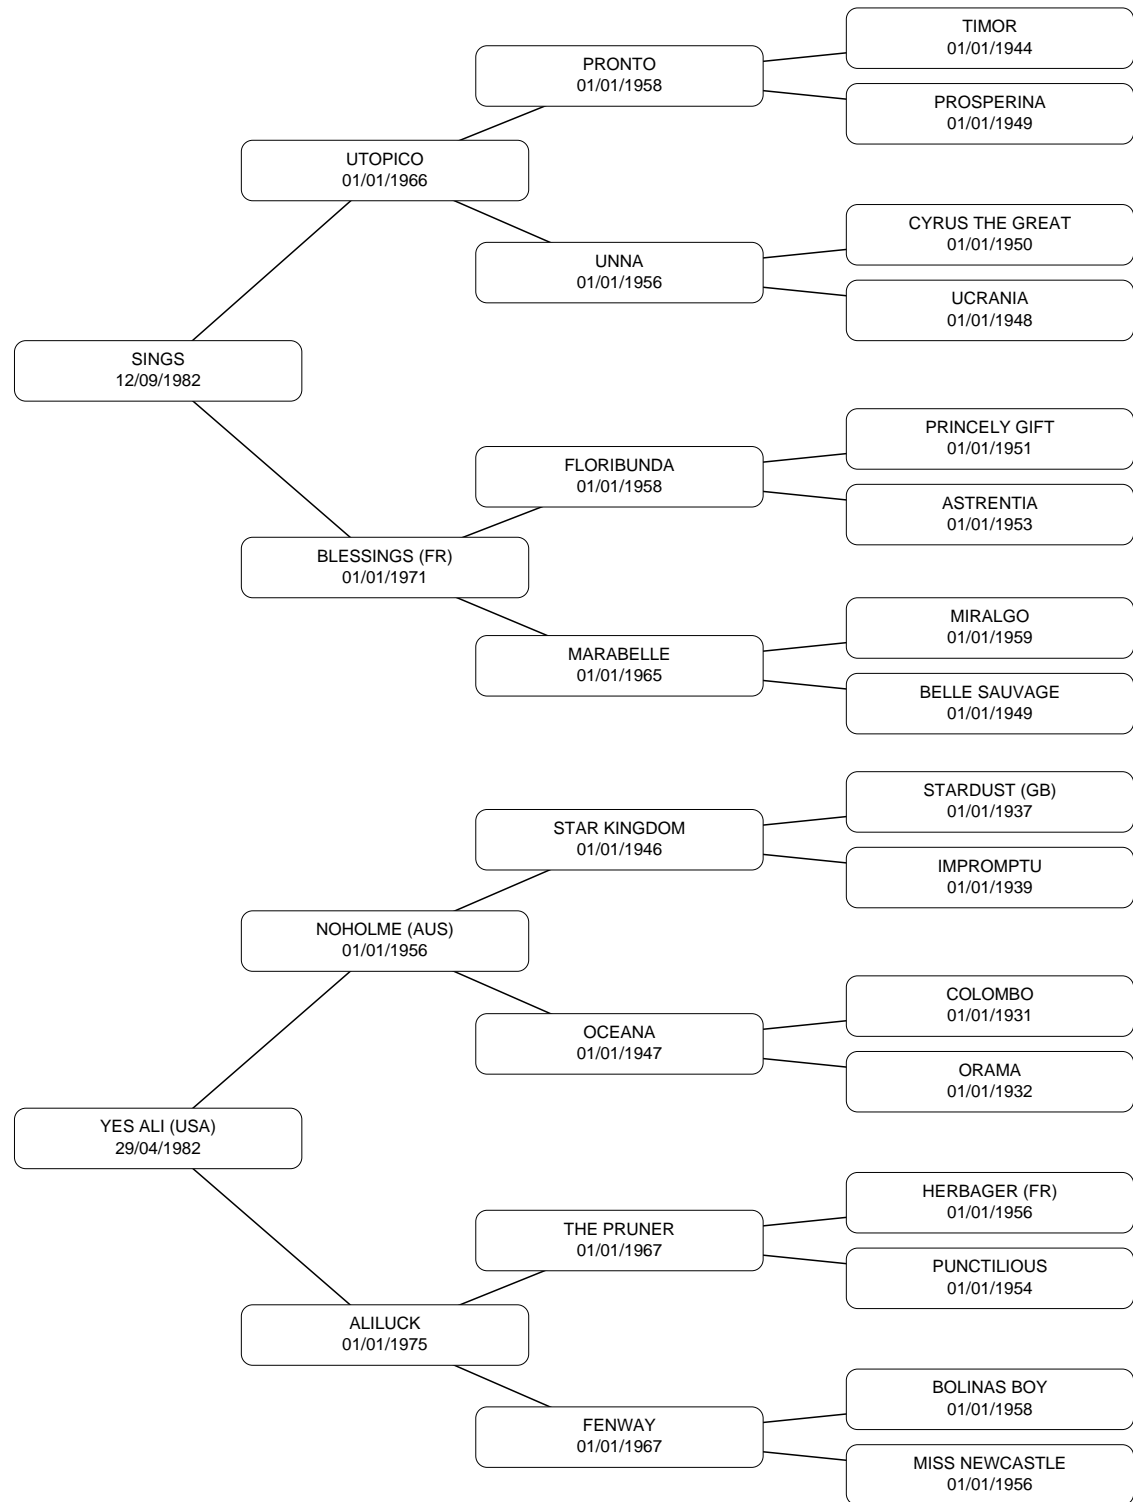 TIMOR
01/01/1944
PRONTO
01/01/1958
PROSPERINA
01/01/1949
UTOPICO
01/01/1966
CYRUS THE GREAT
01/01/1950
UNNA
01/01/1956
UCRANIA
01/01/1948
SINGS
12/09/1982
PRINCELY GIFT
01/01/1951
FLORIBUNDA
01/01/1958
ASTRENTIA
01/01/1953
BLESSINGS (FR)
01/01/1971
MIRALGO
01/01/1959
MARABELLE
01/01/1965
BELLE SAUVAGE
01/01/1949
STARDUST (GB)
01/01/1937
STAR KINGDOM
01/01/1946
IMPROMPTU
01/01/1939
NOHOLME (AUS)
01/01/1956
COLOMBO
01/01/1931
OCEANA
01/01/1947
ORAMA
01/01/1932
YES ALI (USA)
29/04/1982
HERBAGER (FR)
01/01/1956
THE PRUNER
01/01/1967
PUNCTILIOUS
01/01/1954
ALILUCK
01/01/1975
BOLINAS BOY
01/01/1958
FENWAY
01/01/1967
MISS NEWCASTLE
01/01/1956